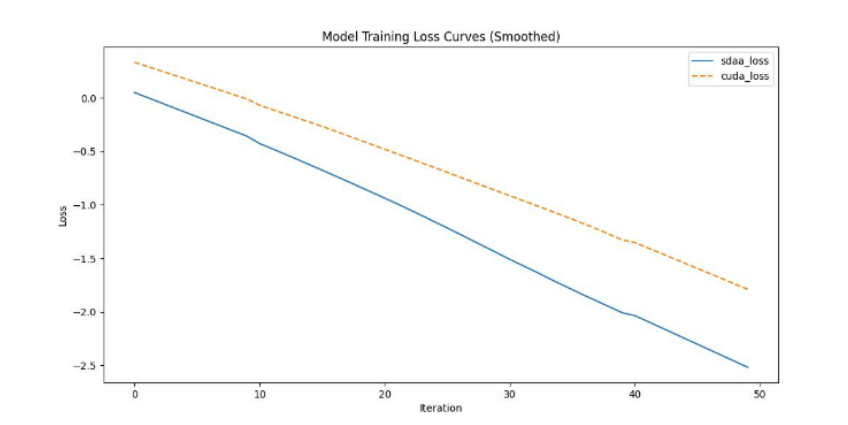 Model Training Loss Curves (Smoothed)
sdaa_loss
cuda_loss
0.0
−0.5
−1.0
−1.5
−2.0
−2.5
Loss
0 10 20 30 40 50
Iteration